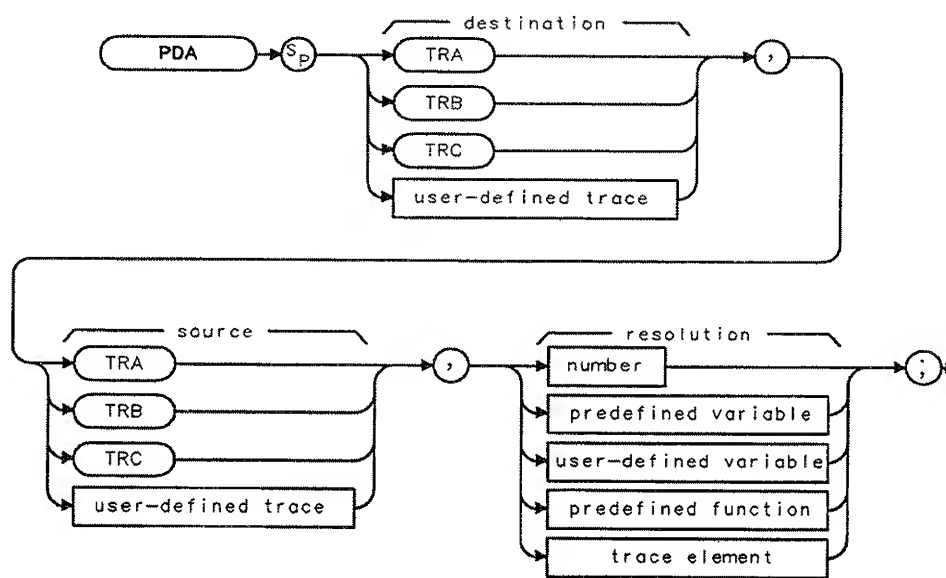 destination
PDA
SP
TRA
,
TRB
TRC
user-defined trace
source
TRA
TRB
TRC
user-defined trace
,
resolution
number
predefined variable
user-defined variable
predefined function
trace element
;